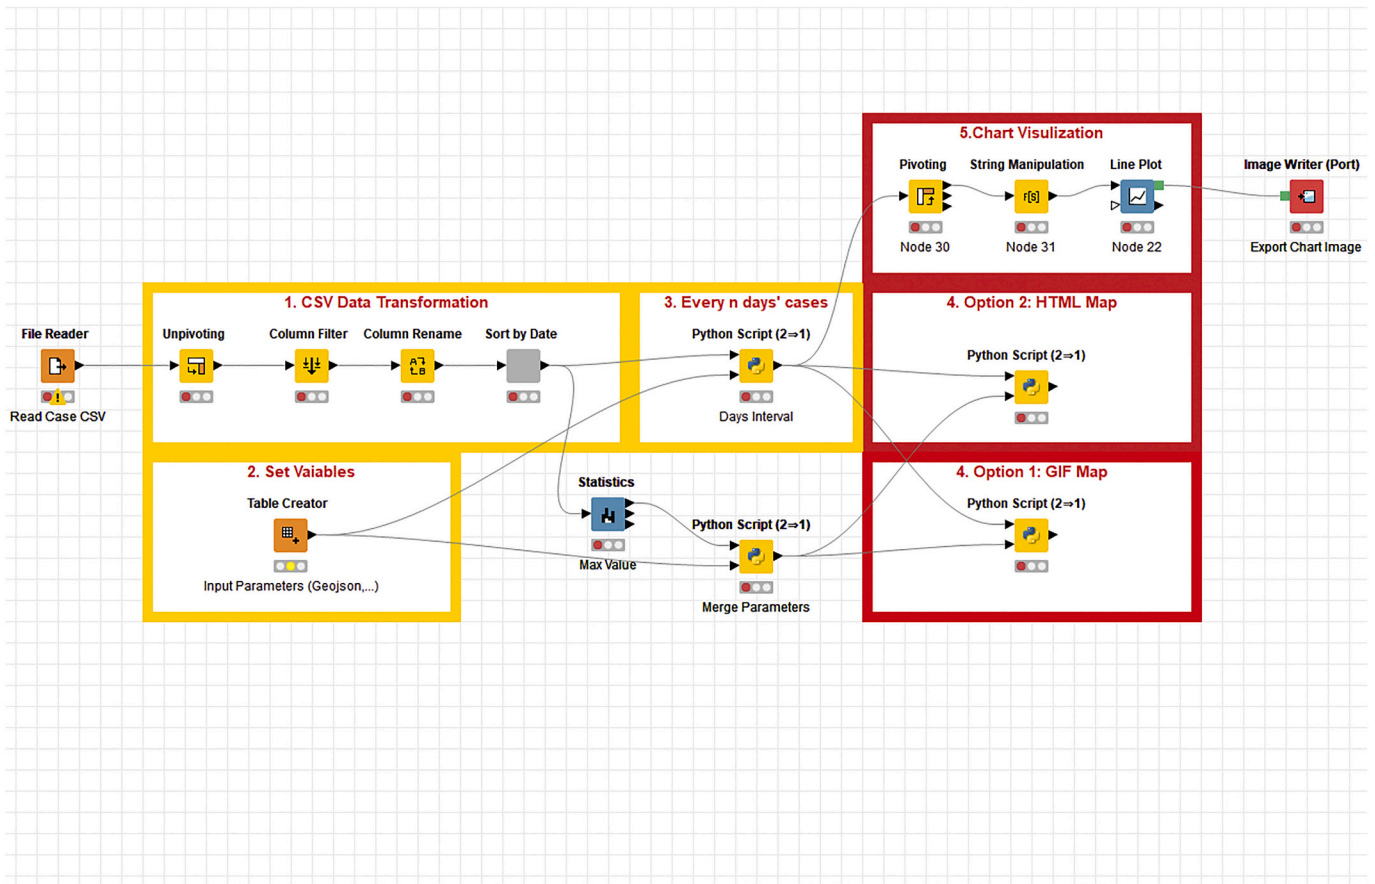 5.Chart Visulization
Pivoting
String Manipulation
Line Plot
Image Writer (Port)
F[S]
Node 30
Node 31
Node 22
Export Chart Image
1. CSV Data Transformation
3. Every n days' cases
4. Option 2: HTML Map
File Reader
Unpivoting
Column Filter
Column Rename
Sort by Date
Python Script (2⇒1)
Python Script (2⇒1)
A
B
Read Case CSV
Days Interval
2. Set Vaiables
4. Option 1: GIF Map
Table Creator
Statistics
Python Script (2⇒1)
Python Script (2⇒1)
Max Value
Input Parameters (Geojson,...)
Merge Parameters